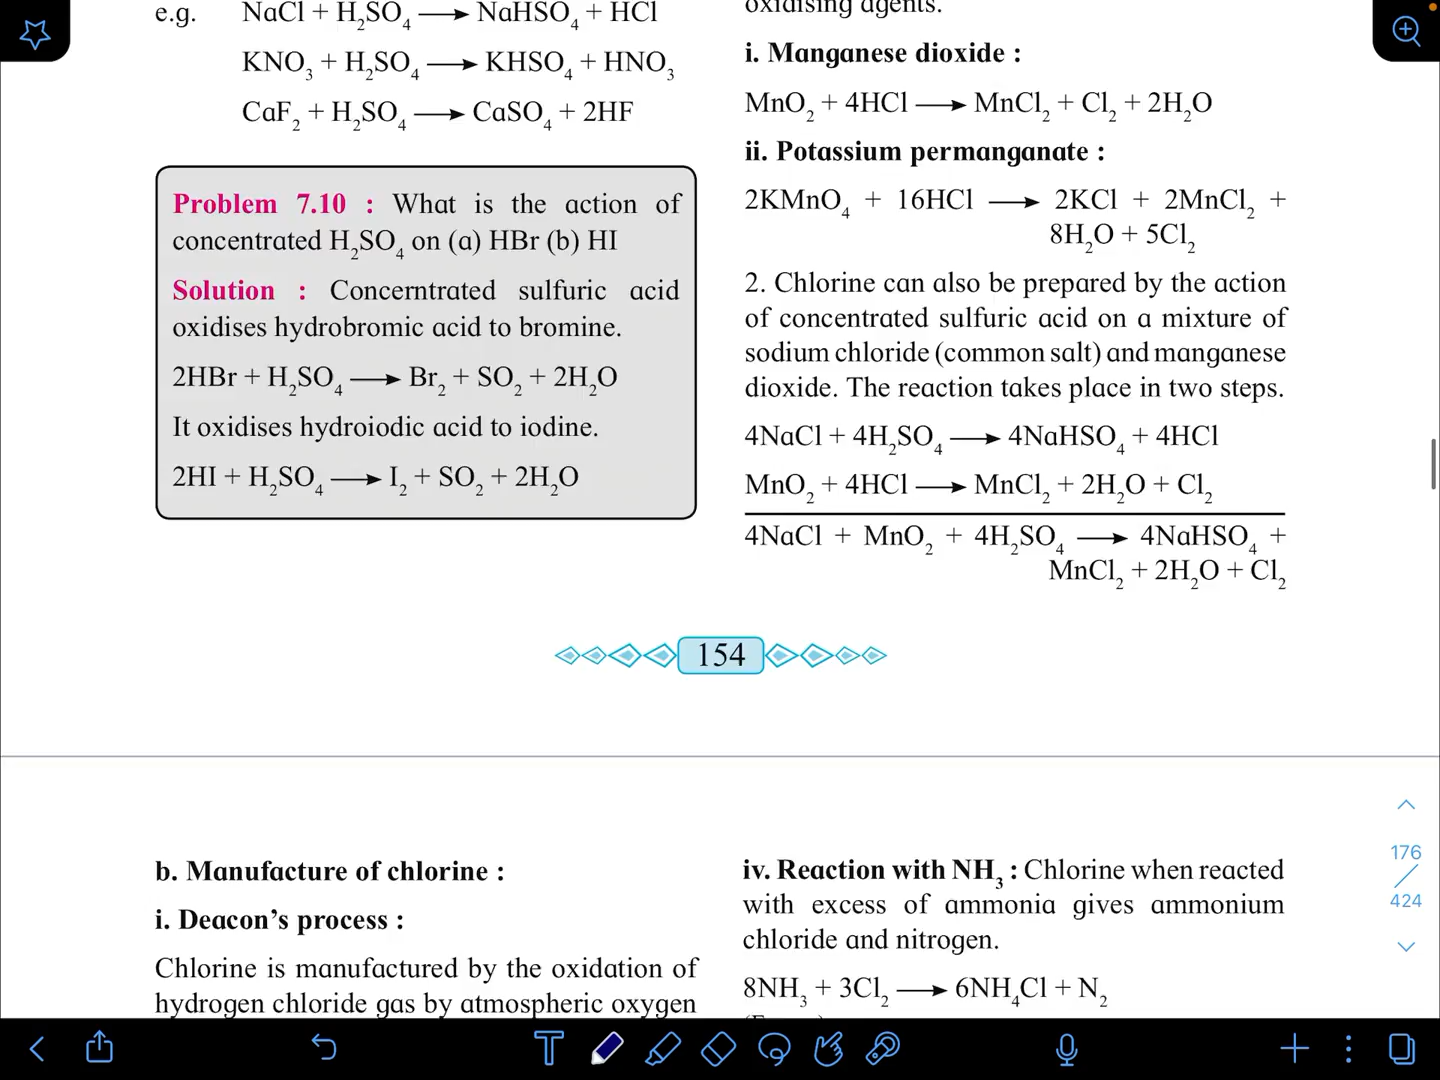 e.g. NaCl + H₂SO₄ ⟶ NaHSO₄ + HCl
KNO₃ + H₂SO₄ ⟶ KHSO₄ + HNO₃
CaF₂ + H₂SO₄ ⟶ CaSO₄ + 2HF
Problem 7.10 : What is the action of
concentrated H₂SO₄ on (a) HBr (b) HI
Solution : Concerntrated sulfuric acid
oxidises hydrobromic acid to bromine.
2HBr + H₂SO₄ ⟶ Br₂ + SO₂ + 2H₂O
It oxidises hydroiodic acid to iodine.
2HI + H₂SO₄ ⟶ I₂ + SO₂ + 2H₂O
oxidising agents.
i. Manganese dioxide :
MnO₂ + 4HCl ⟶ MnCl₂ + Cl₂ + 2H₂O
ii. Potassium permanganate :
2KMnO₄ + 16HCl ⟶ 2KCl + 2MnCl₂ +
8H₂O + 5Cl₂
2. Chlorine can also be prepared by the action
of concentrated sulfuric acid on a mixture of
sodium chloride (common salt) and manganese
dioxide. The reaction takes place in two steps.
4NaCl + 4H₂SO₄ ⟶ 4NaHSO₄ + 4HCl
MnO₂ + 4HCl ⟶ MnCl₂ + 2H₂O + Cl₂
4NaCl + MnO₂ + 4H₂SO₄ ⟶ 4NaHSO₄ +
MnCl₂ + 2H₂O + Cl₂
154
b. Manufacture of chlorine :
i. Deacon's process :
Chlorine is manufactured by the oxidation of
hydrogen chloride gas by atmospheric oxygen
iv. Reaction with NH₃ : Chlorine when reacted
with excess of ammonia gives ammonium
chloride and nitrogen.
8NH₃ + 3Cl₂ ⟶ 6NH₄Cl + N₂
176
424
T